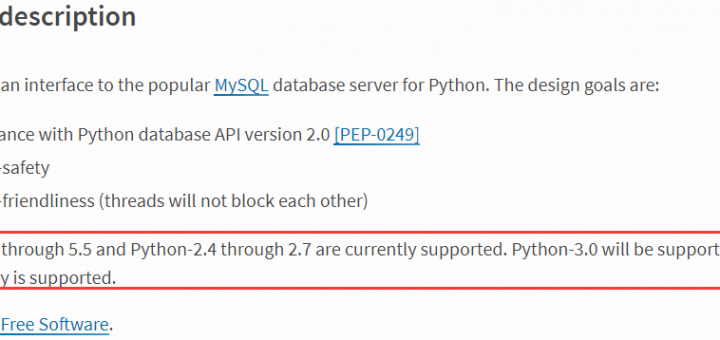 description
an interface to the popular MySQL database server for Python. The design goals are:
ance with Python database API version 2.0 [PEP-0249]
-safety
-friendliness (threads will not block each other)
through 5.5 and Python-2.4 through 2.7 are currently supported. Python-3.0 will be support
y is supported.
Free Software.